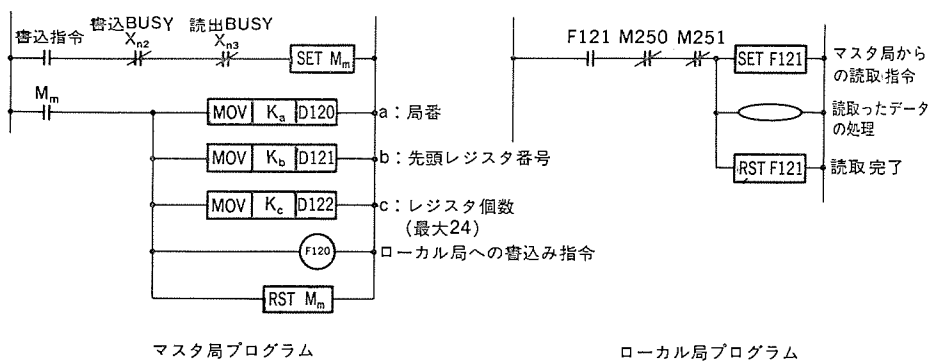 書込指令
書込BUSY
Xn2
読出BUSY
Xn3
SET Mm
Mm
MOV Ka D120
a：局番
MOV Kb D121
b：先頭レジスタ番号
MOV Kc D122
c：レジスタ個数
(最大24)
F120
ローカル局への書込み指令
RST Mm
マスタ局プログラム
F121 M250 M251
SET F121
マスタ局から
の読取指令
読取ったデータ
の処理
RST F121
読取完了
ローカル局プログラム